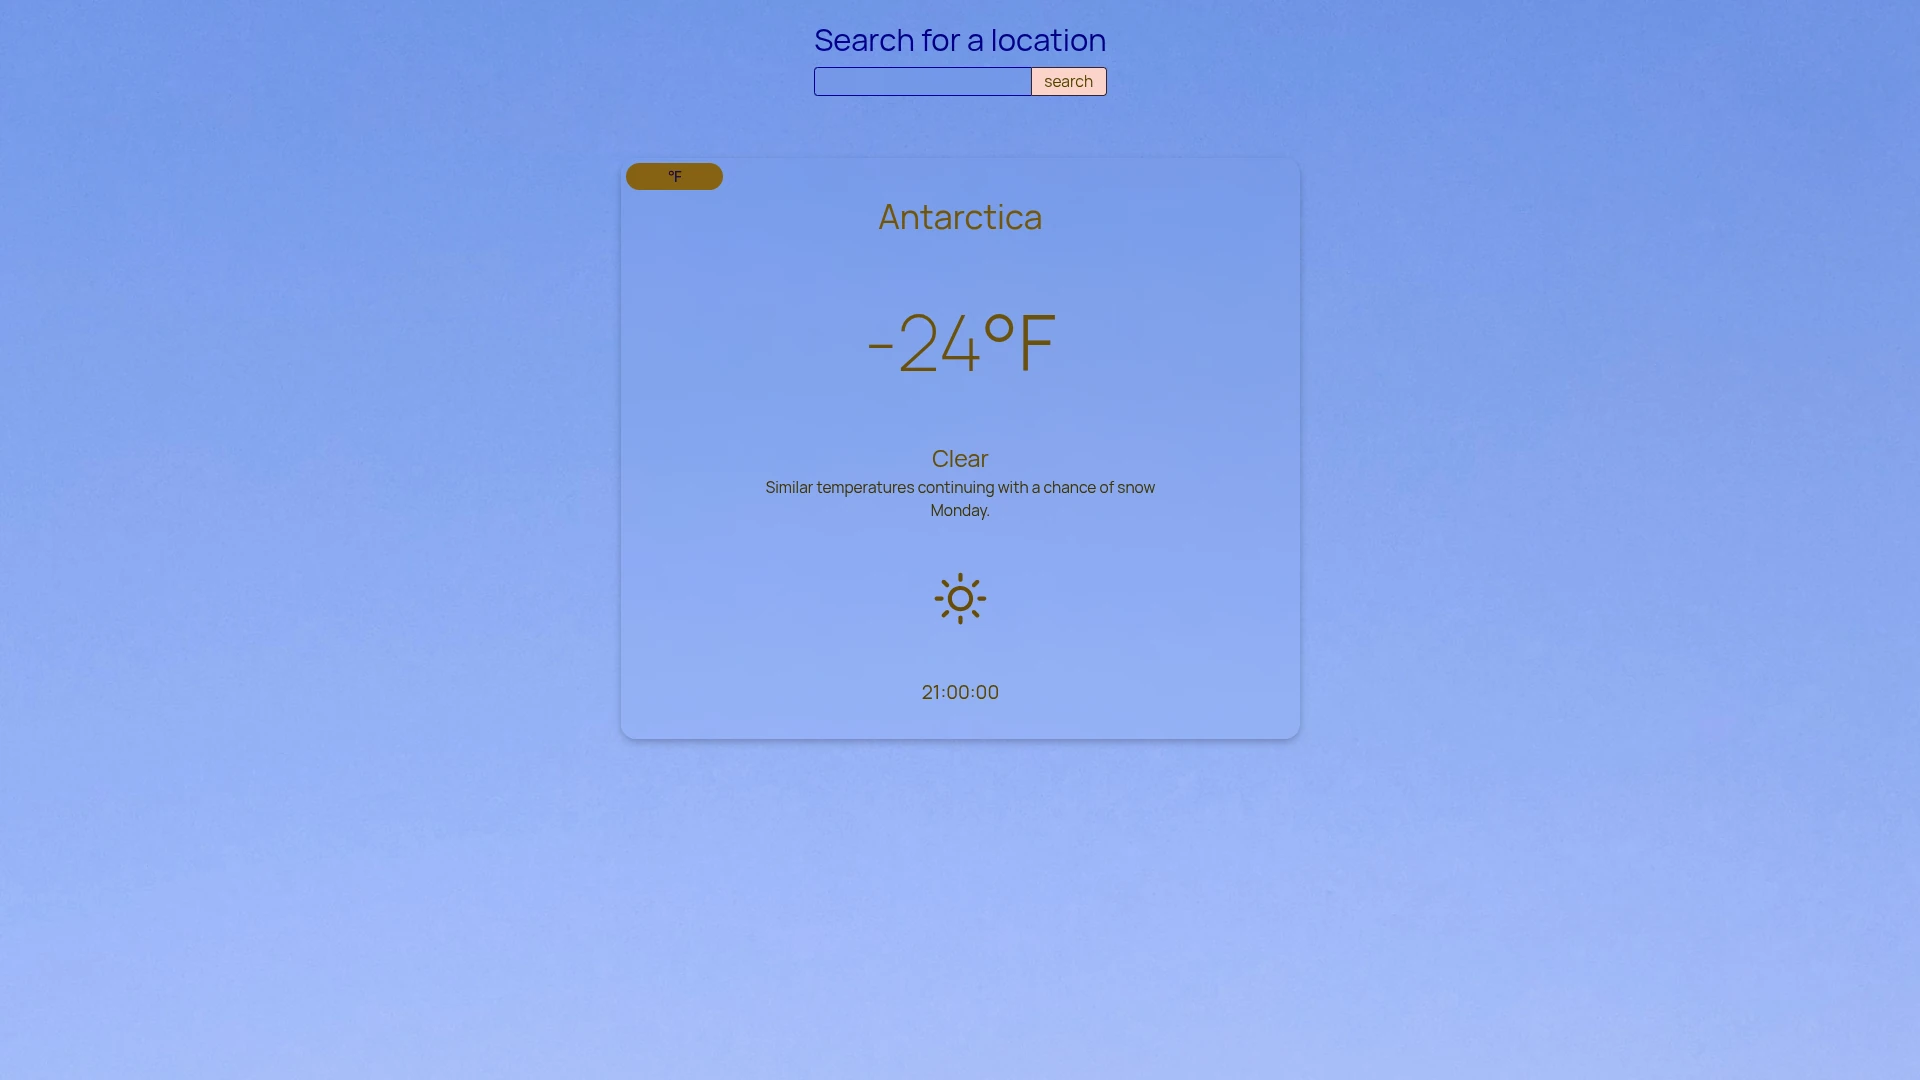 Search for a location
search
°F
Antarctica
-24°F
Clear
Similar temperatures continuing with a chance of snow
Monday.
21:00:00